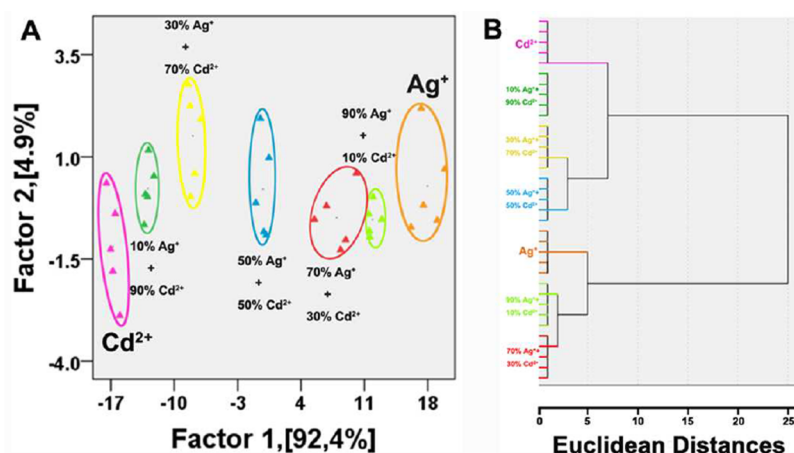 A
30% Ag⁺
+
70% Cd²⁺
Ag⁺
90% Ag⁺
+
10% Cd²⁺
10% Ag⁺
+
90% Cd²⁺
50% Ag⁺
+
50% Cd²⁺
70% Ag⁺
+
30% Cd²⁺
Cd²⁺
Factor 2,[4.9%]
3.5
1.0
-1.5
-4.0
-17
-10
-3
4
11
18
Factor 1,[92,4%]
B
Cd²⁺
10% Ag⁺+
90% Cd²⁺
30% Ag⁺+
70% Cd²⁺
50% Ag⁺+
50% Cd²⁺
Ag⁺
90% Ag⁺+
10% Cd²⁺
70% Ag⁺+
30% Cd²⁺
0
5
10
15
20
25
Euclidean Distances